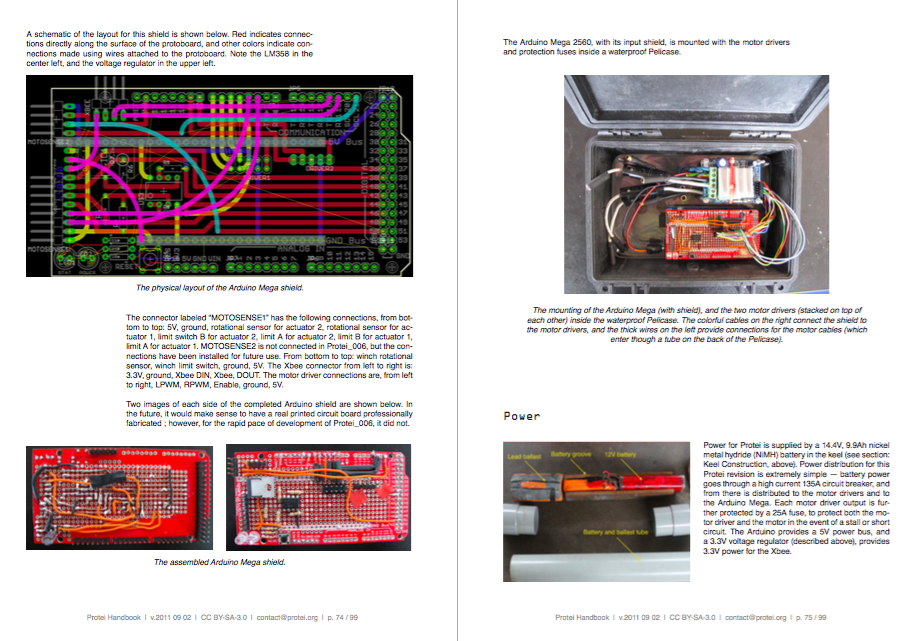 A schematic of the layout for this shield is shown below. Red indicates connec-
tions directly along the surface of the protoboard, and other colors indicate con-
nections made using wires attached to the protoboard. Note the LM358 in the
center left, and the voltage regulator in the upper left.
COMMUNICATION
5V Bus
MOTOSENSE
GND Bus
ANALOG IN
RESET
5V GND VIN
The physical layout of the Arduino Mega shield.
The connector labeled "MOTOSENSE1" has the following connections, from bot-
tom to top: 5V, ground, rotational sensor for actuator 2, rotational sensor for ac-
tuator 1, limit switch B for actuator 2, limit A for actuator 2, limit B for actuator 1,
limit A for actuator 1. MOTOSENSE2 is not connected in Protei_006, but the con-
nections have been installed for future use. From bottom to top: winch rotational
sensor, winch limit switch, ground, 5V. The Xbee connector from left to right is:
3.3V, ground, Xbee DIN, Xbee, DOUT. The motor driver connections are, from left
to right, LPWM, RPWM, Enable, ground, 5V.
Two images of each side of the completed Arduino shield are shown below. In
the future, it would make sense to have a real printed circuit board professionally
fabricated ; however, for the rapid pace of development of Protei_006, it did not.
The assembled Arduino Mega shield.
Protei Handbook | v.2011 09 02 | CC BY-SA-3.0 | contact@protei.org | p. 74 / 99
The Arduino Mega 2560, with its input shield, is mounted with the motor drivers
and protection fuses inside a waterproof Pelicase.
The mounting of the Arduino Mega (with shield), and the two motor drivers (stacked on top of
each other) inside the waterproof Pelicase. The colorful cables on the right connect the shield to
the motor drivers, and the thick wires on the left provide connections for the motor cables (which
enter though a tube on the back of the Pelicase).
Power
Lead ballast
Battery groove
12V battery
Battery and ballast tube
Power for Protei is supplied by a 14.4V, 9.9Ah nickel
metal hydride (NiMH) battery in the keel (see section:
Keel Construction, above). Power distribution for this
Protei revision is extremely simple — battery power
goes through a high current 135A circuit breaker, and
from there is distributed to the motor drivers and to
the Arduino Mega. Each motor driver output is fur-
ther protected by a 25A fuse, to protect both the mo-
tor driver and the motor in the event of a stall or short
circuit. The Arduino provides a 5V power bus, and
a 3.3V voltage regulator (described above), provides
3.3V power for the Xbee.
Protei Handbook | v.2011 09 02 | CC BY-SA-3.0 | contact@protei.org | p. 75 / 99